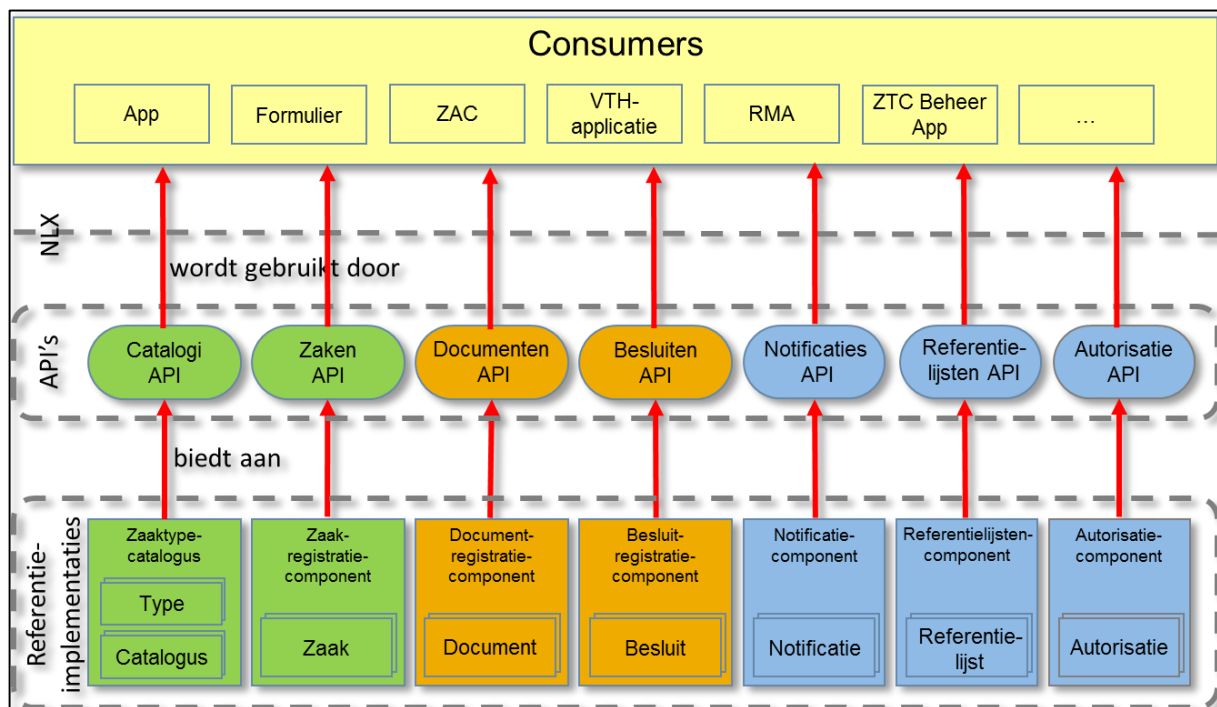 Consumers
App
Formulier
ZAC
VTH-
applicatie
RMA
ZTC Beheer
App
...
NLX
wordt gebruikt door
API's
Catalogi
API
Zaken
API
Documenten
API
Besluiten
API
Notificaties
API
Referentie-
lijsten API
Autorisatie
API
biedt aan
Referentie-
implementaties
Zaaktype-
catalogus
Type
Catalogus
Zaak-
registratie-
component
Zaak
Document-
registratie-
component
Document
Besluit-
registratie-
component
Besluit
Notificatie-
component
Notificatie
Referentielijsten-
component
Referentie-
lijst
Autorisatie-
component
Autorisatie